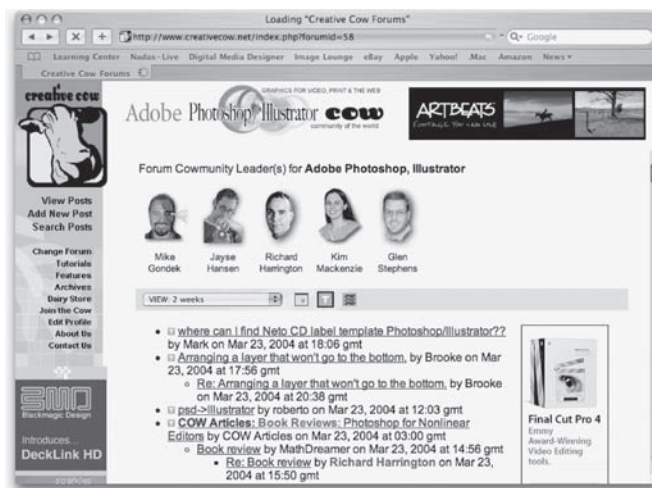 Loading "Creative Cow Forums"
http://www.creativecow.net/index.php?forumid=58
Google
Learning Center Nadas-Live Digital Media Designer Image Lounge eBay Apple Yahoo! .Mac Amazon News
Creative Cow Forums
creative cow
GRAPHICS FOR VIDEO, PRINT & THE WEB
Adobe Photoshop Illustrator COW
community of the world
ARTBEATS
Forum Cowmunity Leader(s) for Adobe Photoshop, Illustrator
Mike Gondek
Jayse Hansen
Richard Harrington
Kim Mackenzie
Glen Stephens
View Posts
Add New Post
Search Posts
Change Forum
Tutorials
Features
Archives
Dairy Store
Join the Cow
Edit Profile
About Us
Contact Us
Blackmagic Design
Introduces...
DeckLink HD
VIEW: 2 weeks
where can I find Neto CD label template Photoshop/Illustrator??
by Mark on Mar 23, 2004 at 18:06 gmt
Arranging a layer that won't go to the bottom. by Brooke on Mar
23, 2004 at 17:56 gmt
Re: Arranging a layer that won't go to the bottom. by Brooke
on Mar 23, 2004 at 20:38 gmt
psd->Illustrator by roberto on Mar 23, 2004 at 12:03 gmt
COW Articles: Book Reviews: Photoshop for Nonlinear
Editors by COW Articles on Mar 23, 2004 at 03:00 gmt
Book review by MathDreamer on Mar 23, 2004 at 14:56 gmt
Re: Book review by Richard Harrington on Mar 23,
2004 at 15:50 gmt
Final Cut Pro 4
Emmy
Award-Winning
Video Editing
tools.